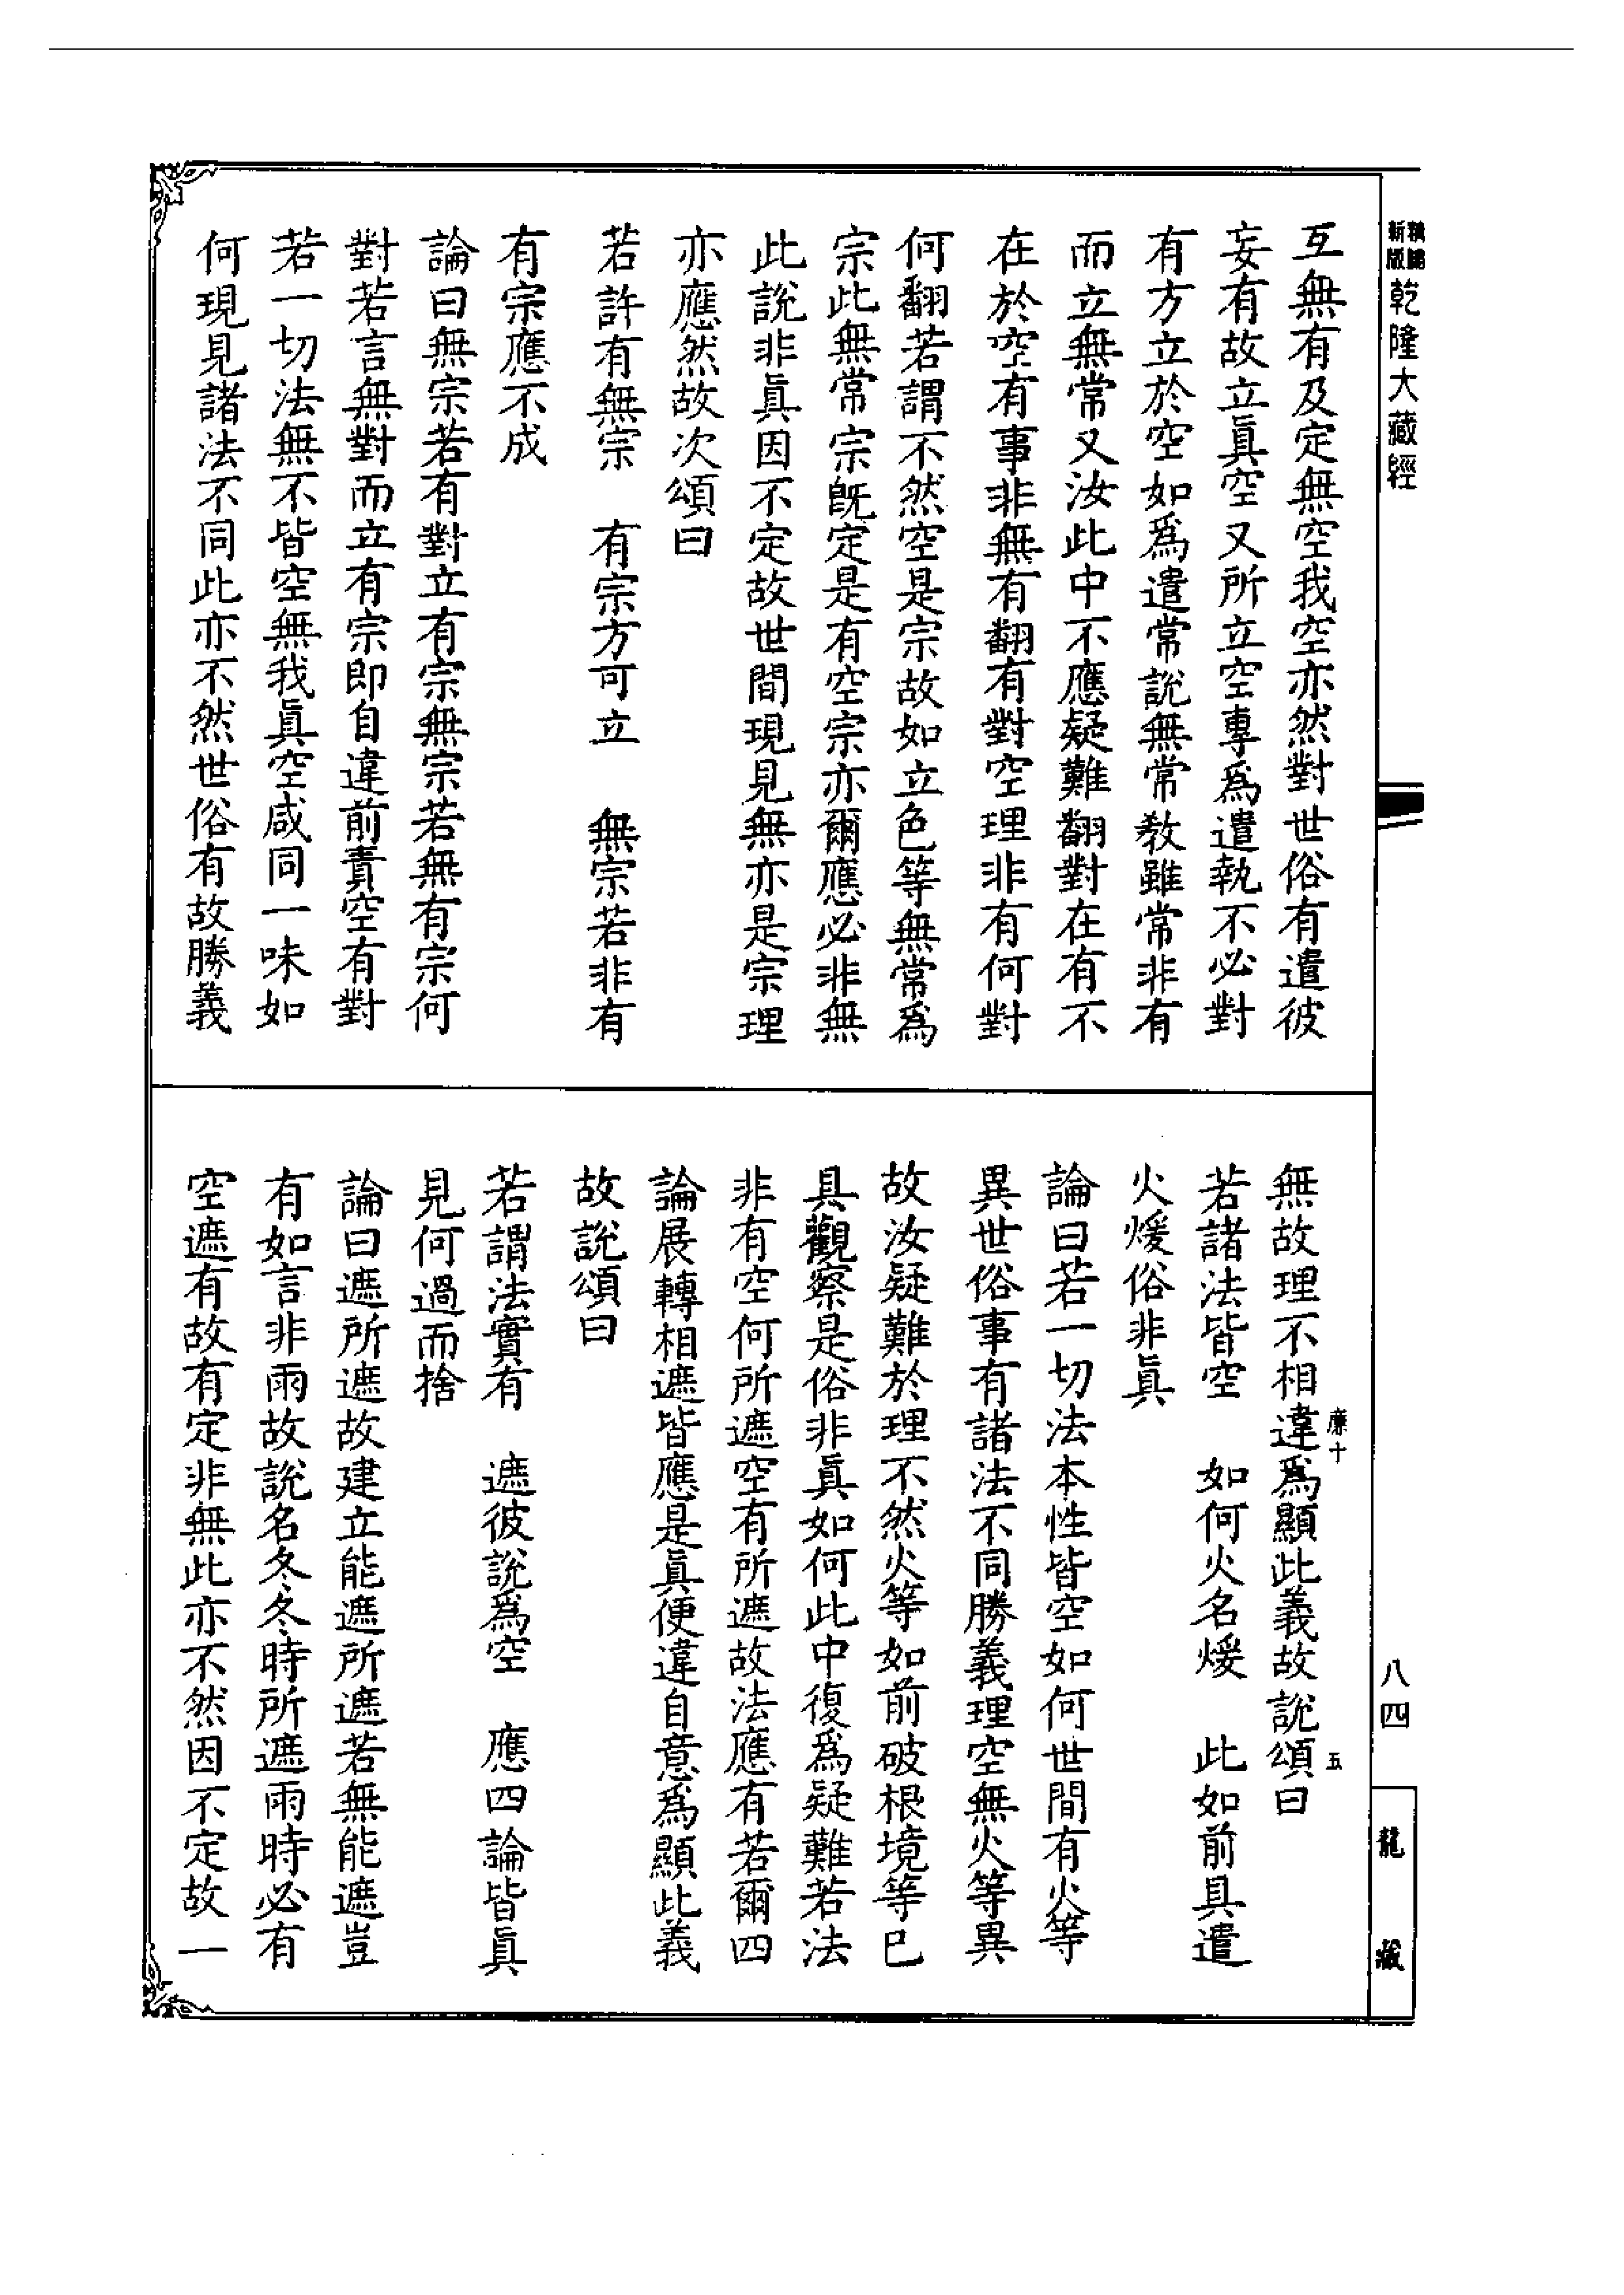 新版
乾隆大藏經
互無有及定無空我空亦然對世俗有遣彼
妄有故立眞空又所立空專爲遣執不必對
有方立於空如爲遣常說無常教雖常非有
而立無常又汝此中不應疑難翻對在有不
在於空有事非無有翻有對空理非有何對
何翻若謂不然空是宗故如立色等無常爲
宗此無常宗旣定是有空宗亦爾應必非無
此說非眞因不定故世間現見無亦是宗理
亦應然故次頌曰
若許有無宗　有宗方可立　無宗若非有
有宗應不成
論曰無宗若有對立有宗無宗若無有宗何
對若言無對而立有宗即自違前責空有對
若一切法無不皆空無我眞空咸同一味如
何現見諸法不同此亦不然世俗有故勝義
無故理不相違爲顯此義故說頌曰
若諸法皆空　如何火名煖　此如前具遣
火煖俗非眞
論曰若一切法本性皆空如何世間有火等
異世俗事有諸法不同勝義理空無火等異
故汝疑難於理不然火等如前破根境等已
具觀察是俗非眞如何此中復爲疑難若法
非有空何所遮空有所遮故法應有若爾四
論展轉相遮皆應是眞便違自意爲顯此義
故說頌曰
若謂法實有　遮彼說爲空　應四論皆眞
見何過而捨
論曰遮所遮故建立能遮所遮若無能遮豈
有如言非雨故說名冬冬時所遮雨時必有
空遮有故有定非無此亦不然因不定故一
廉十
五
八四
龍藏